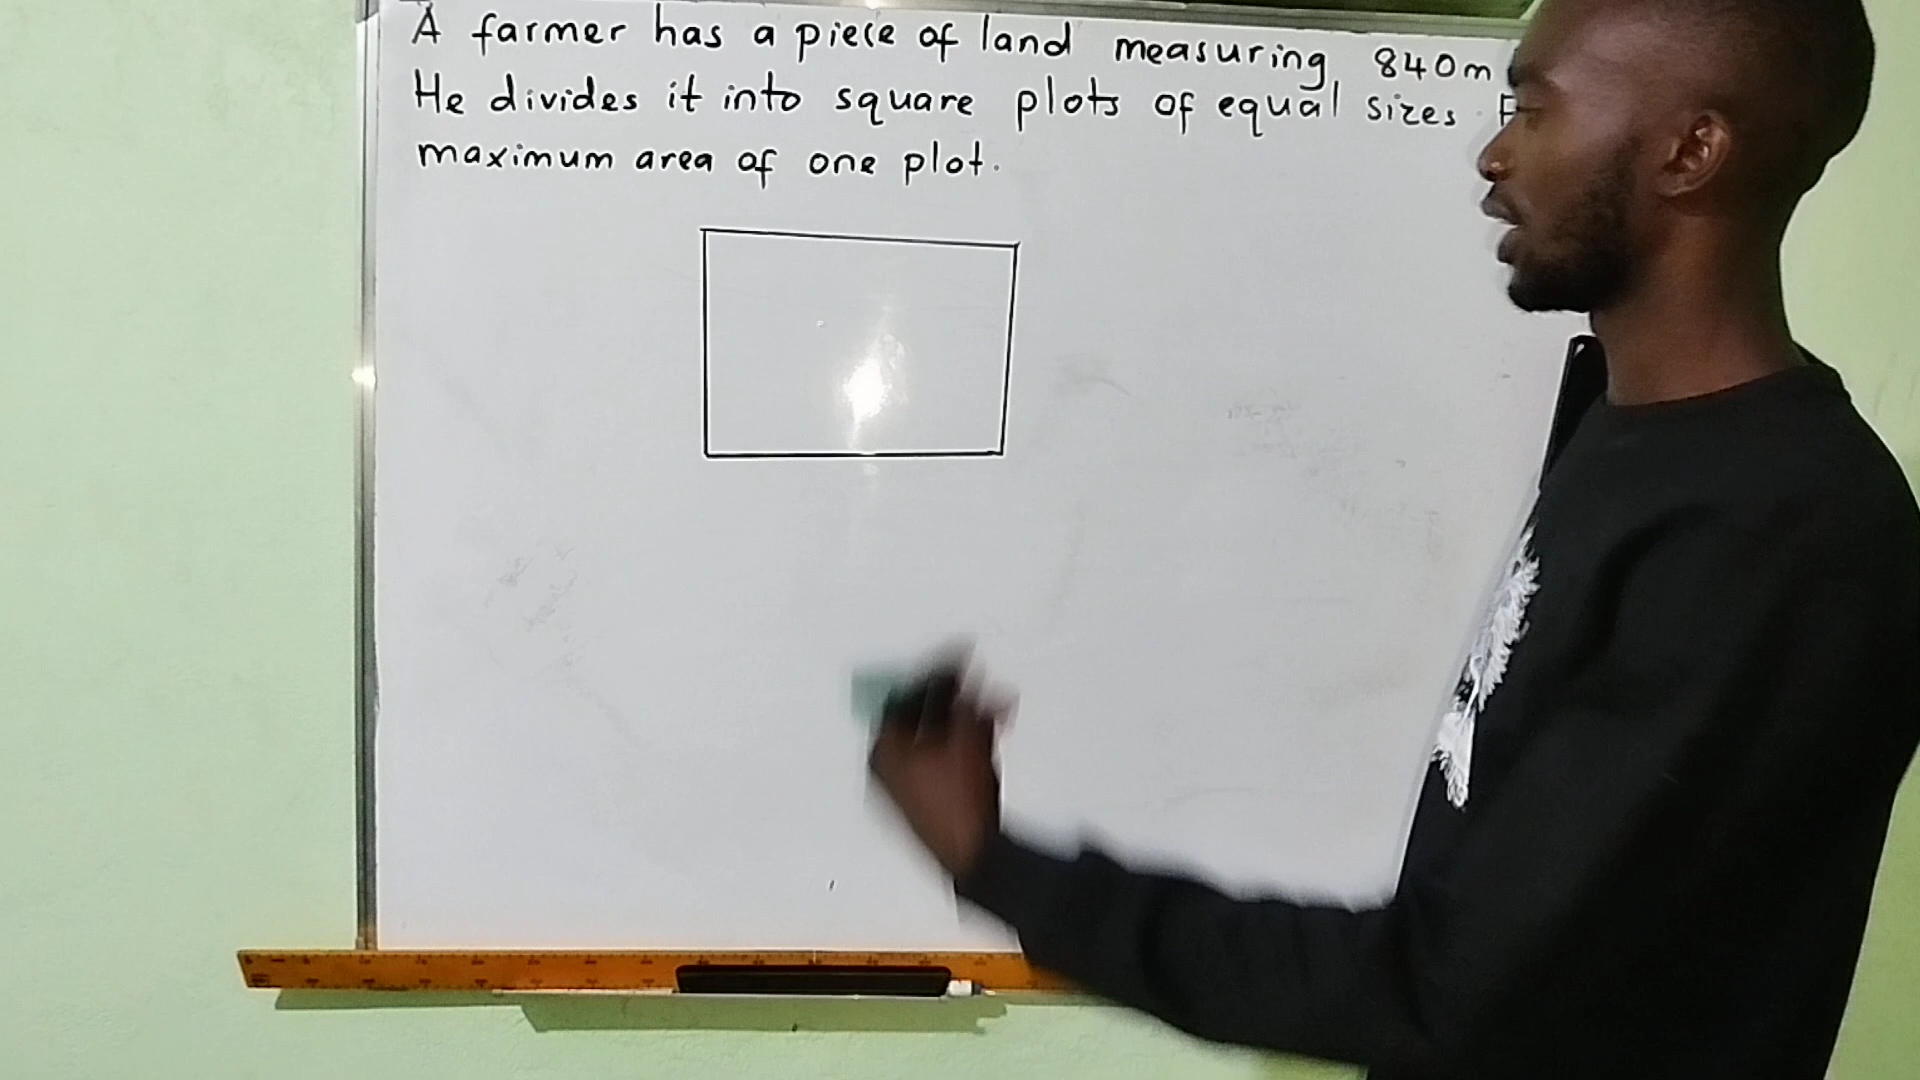 A farmer has a piece of land measuring 840m
He divides it into square plots of equal sizes.
maximum area of one plot.